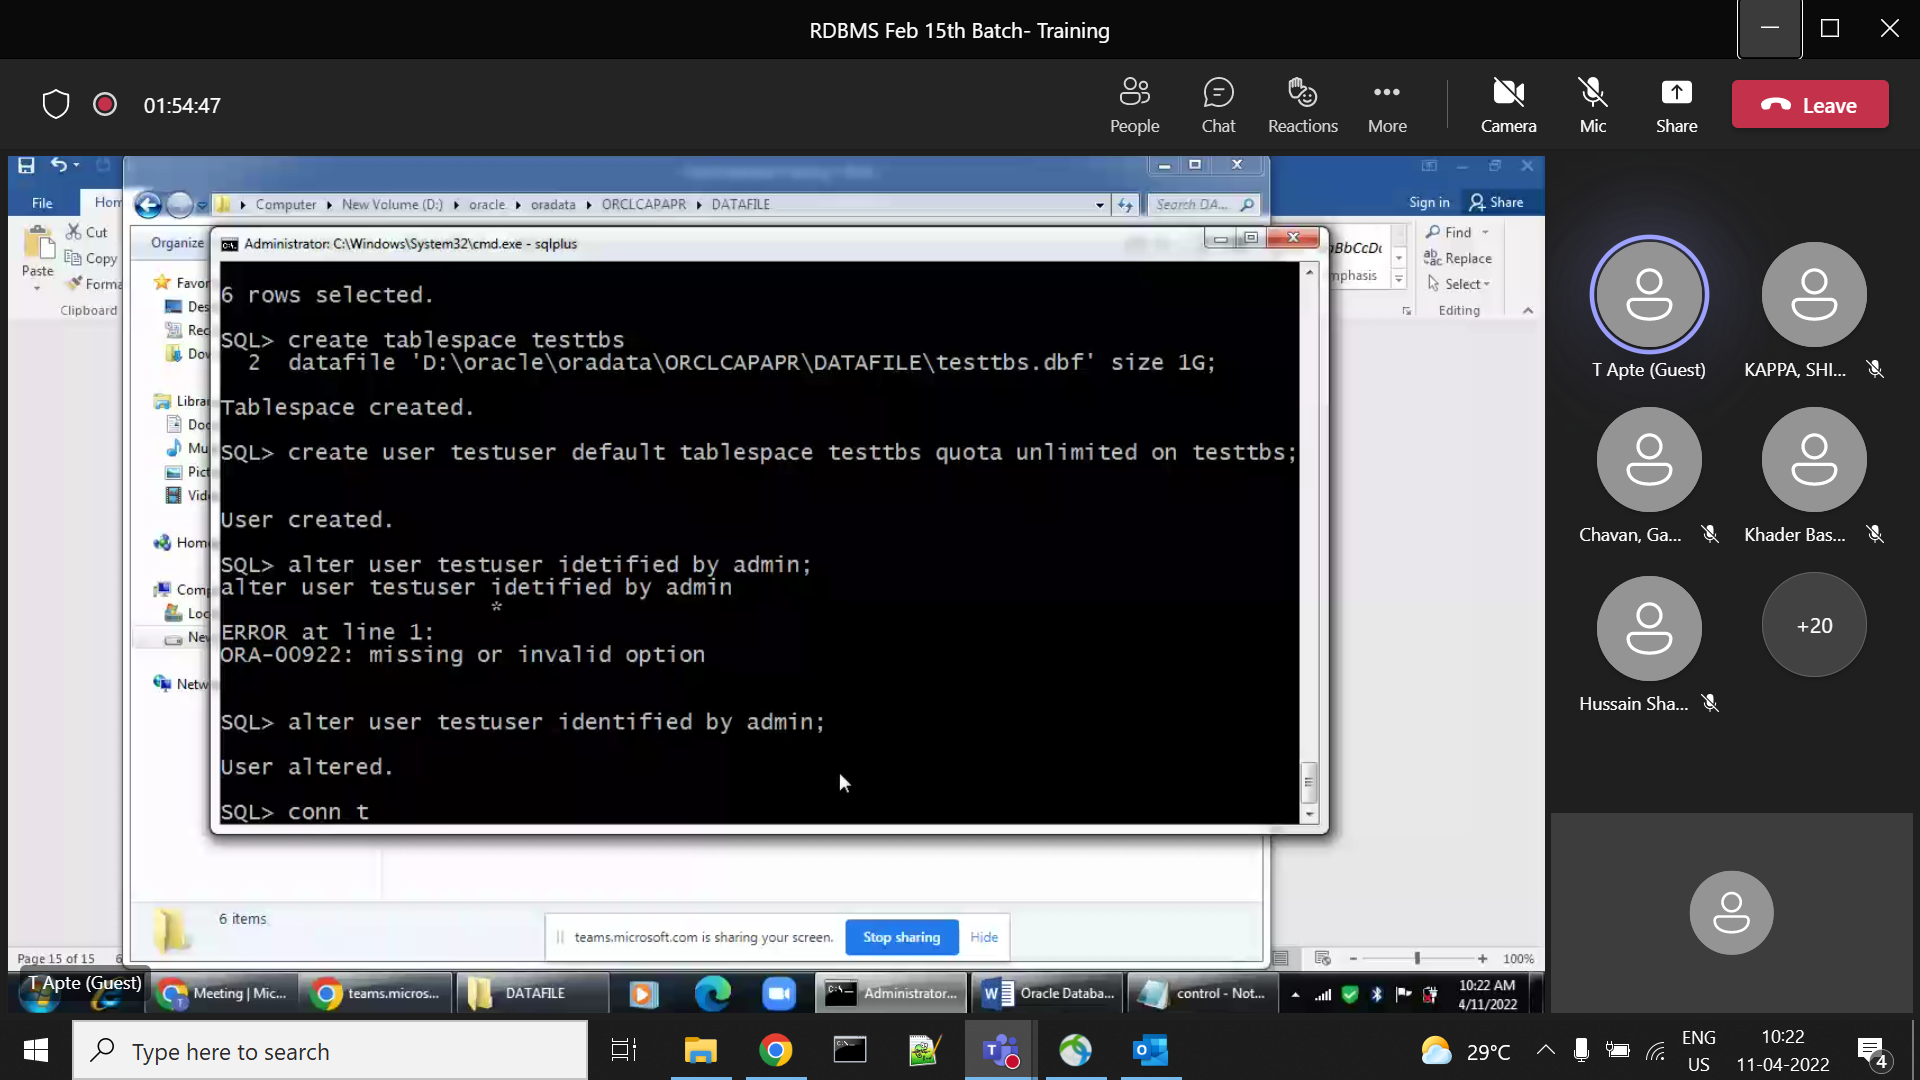 RDBMS Feb 15th Batch- Training
01:54:47
People
Chat
Reactions
More
Camera
Mic
Share
Leave
File
Hom
Computer
New Volume (D:)
oracle
oradata
ORCLCAPAPR
DATAFILE
Search DA...
Sign in
Share
Cut
Copy
Forma
Paste
Clipboard
Organize
Administrator: C:\Windows\System32\cmd.exe - sqlplus
Find
Replace
Select
Editing
mphasis
Favor
Des
Rec
Dov
Librar
Doc
Mu
Pict
Vid
Hom
Comp
Loc
Nev
Netw
6 rows selected.
SQL> create tablespace testtbs
2 datafile 'D:\oracle\oradata\ORCLCAPAPR\DATAFILE\testtbs.dbf' size 1G;
Tablespace created.
SQL> create user testuser default tablespace testtbs quota unlimited on testtbs;
User created.
SQL> alter user testuser idetified by admin;
alter user testuser idetified by admin
*
ERROR at line 1:
ORA-00922: missing or invalid option
SQL> alter user testuser identified by admin;
User altered.
SQL> conn t
6 items
teams.microsoft.com is sharing your screen.
Stop sharing
Hide
Page 15 of 15
100%
T Apte (Guest)
Meeting | Mic...
teams.micros...
DATAFILE
Administrator...
Oracle Databa...
control - Not...
10:22 AM
4/11/2022
T Apte (Guest)
KAPPA, SHI...
Chavan, Ga...
Khader Bas...
Hussain Sha...
+20
Type here to search
29°C
ENG
US
10:22
11-04-2022
4